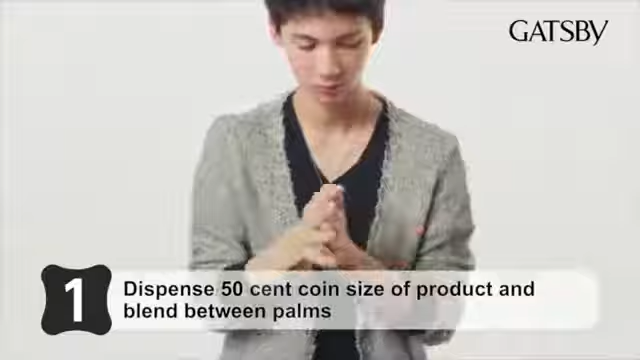 GATSBY
1
Dispense 50 cent coin size of product and
blend between palms